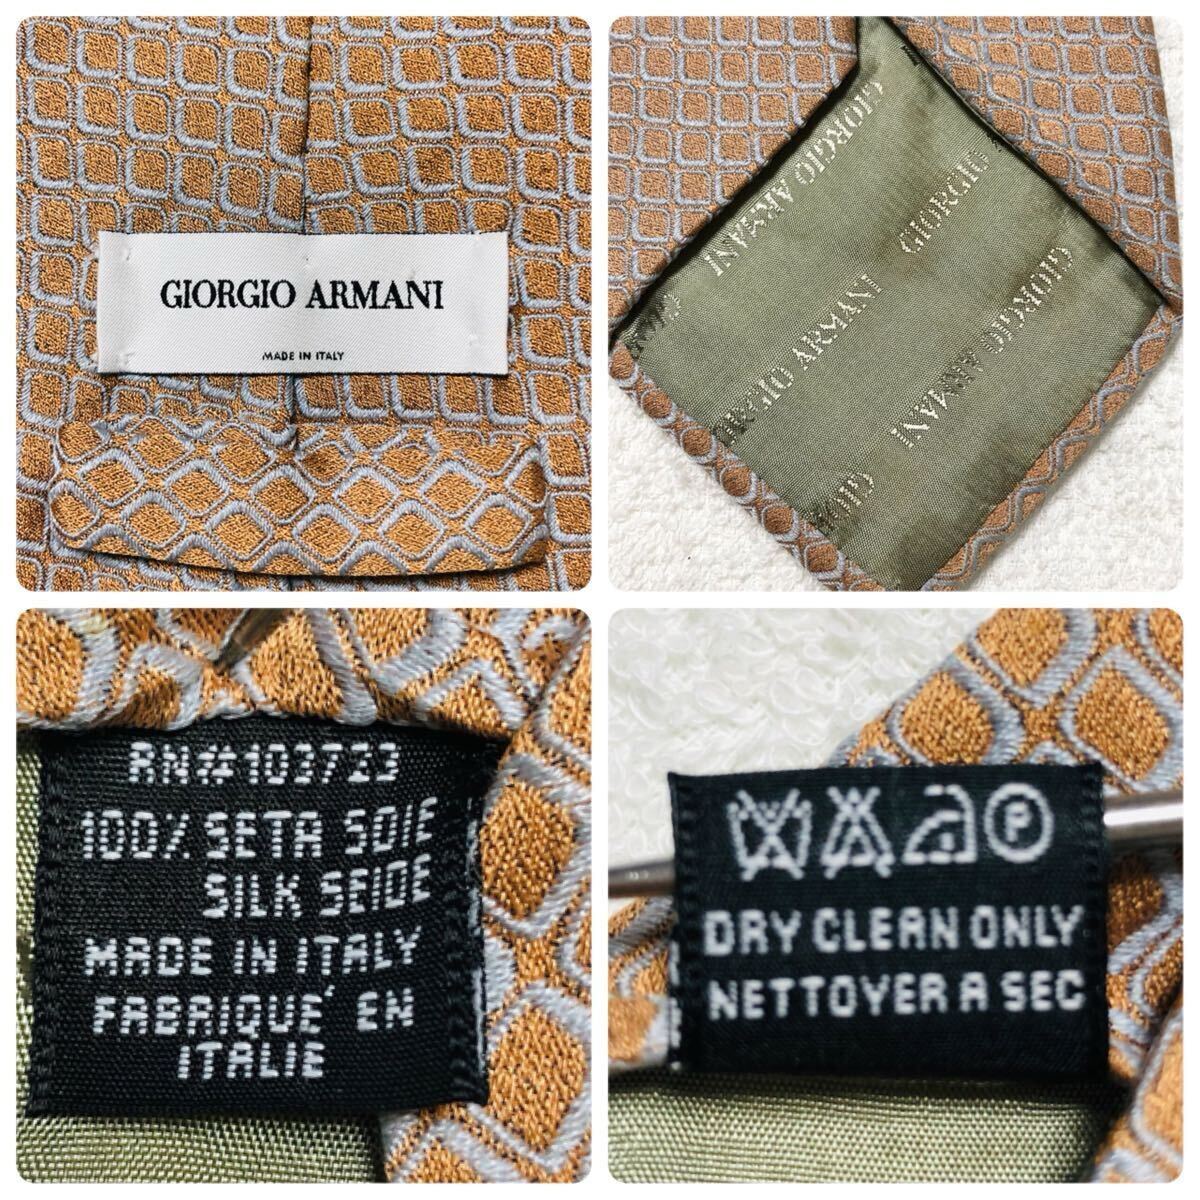 GIORGIO ARMANI
MADE IN ITALY
GIORGIO ARMANI
GIORGIO
GIORGIO ARMANI
GIORGIO ARMANI
RN#103723
100% SETA SOIE
SILK SEIDE
MADE IN ITALY
FABRIQUE' EN
ITALIE
P
DRY CLEAN ONLY
NETTOYER A SEC